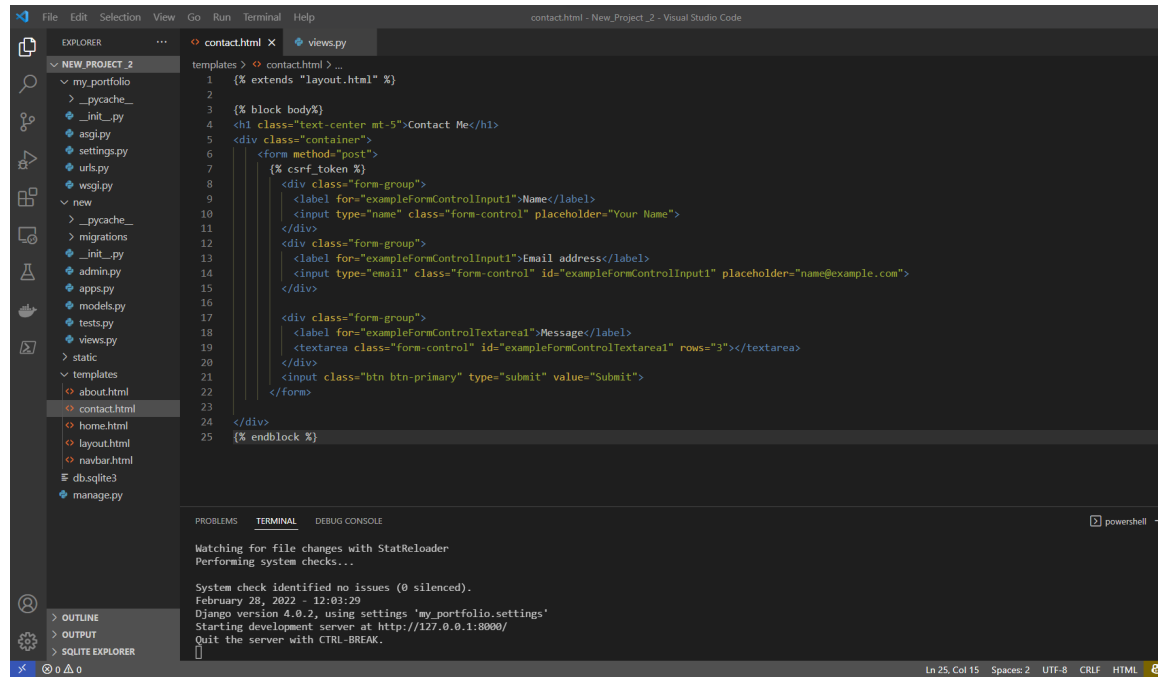 File Edit Selection View Go Run Terminal Help contact.html - New_Project _2 - Visual Studio Code
EXPLORER ...
NEW_PROJECT _2
my_portfolio
__pycache__
__init__.py
asgi.py
settings.py
urls.py
wsgi.py
new
__pycache__
migrations
__init__.py
admin.py
apps.py
models.py
tests.py
views.py
static
templates
about.html
contact.html
home.html
layout.html
navbar.html
db.sqlite3
manage.py
OUTLINE
OUTPUT
SQLITE EXPLORER
contact.html views.py
templates > contact.html > ...
1 {% extends "layout.html" %}
2
3 {% block body%}
4 <h1 class="text-center mt-5">Contact Me</h1>
5 <div class="container">
6 <form method="post">
7 {% csrf_token %}
8 <div class="form-group">
9 <label for="exampleFormControlInput1">Name</label>
10 <input type="name" class="form-control" placeholder="Your Name">
11 </div>
12 <div class="form-group">
13 <label for="exampleFormControlInput1">Email address</label>
14 <input type="email" class="form-control" id="exampleFormControlInput1" placeholder="name@example.com">
15 </div>
16
17 <div class="form-group">
18 <label for="exampleFormControlTextarea1">Message</label>
19 <textarea class="form-control" id="exampleFormControlTextarea1" rows="3"></textarea>
20 </div>
21 <input class="btn btn-primary" type="submit" value="Submit">
22 </form>
23
24 </div>
25 {% endblock %}
PROBLEMS TERMINAL DEBUG CONSOLE powershell
Watching for file changes with StatReloader
Performing system checks...
System check identified no issues (0 silenced).
February 28, 2022 - 12:03:29
Django version 4.0.2, using settings 'my_portfolio.settings'
Starting development server at http://127.0.0.1:8000/
Quit the server with CTRL-BREAK.
0 0 Ln 25, Col 15 Spaces: 2 UTF-8 CRLF HTML